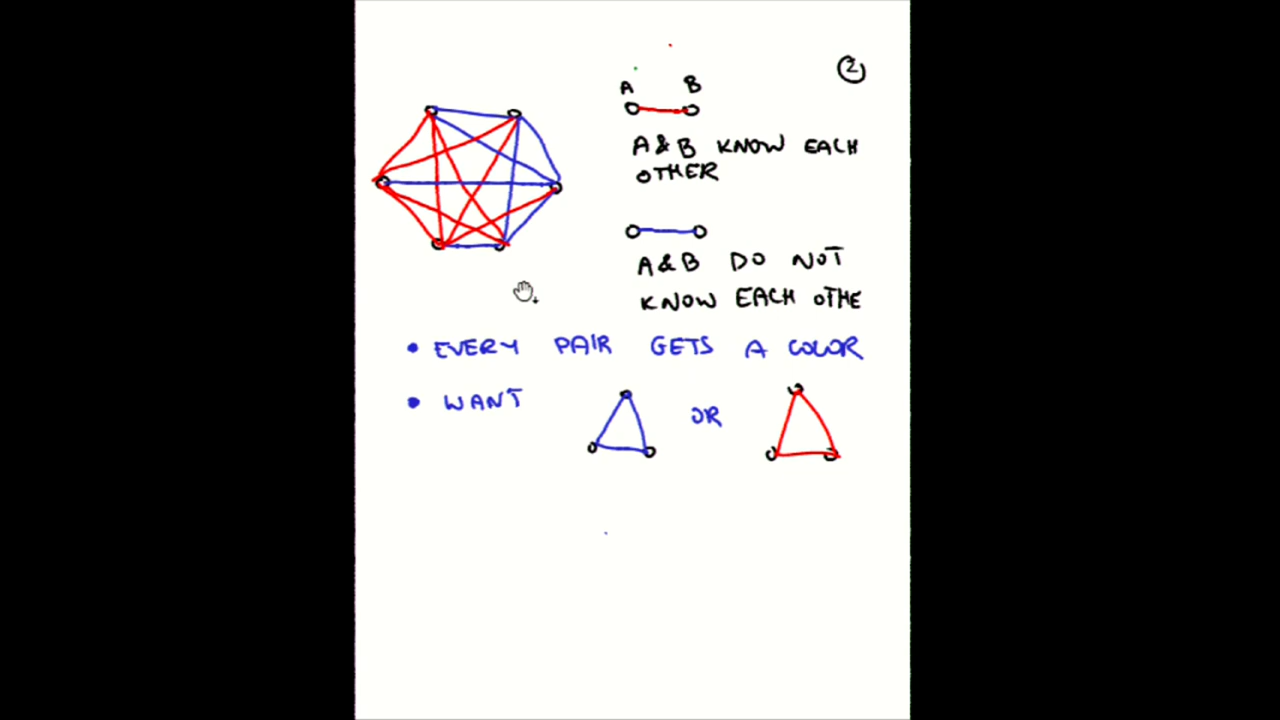 2
A B
A & B KNOW EACH
OTHER
A & B DO NOT
KNOW EACH OTHE
• EVERY PAIR GETS A COLOR
• WANT OR